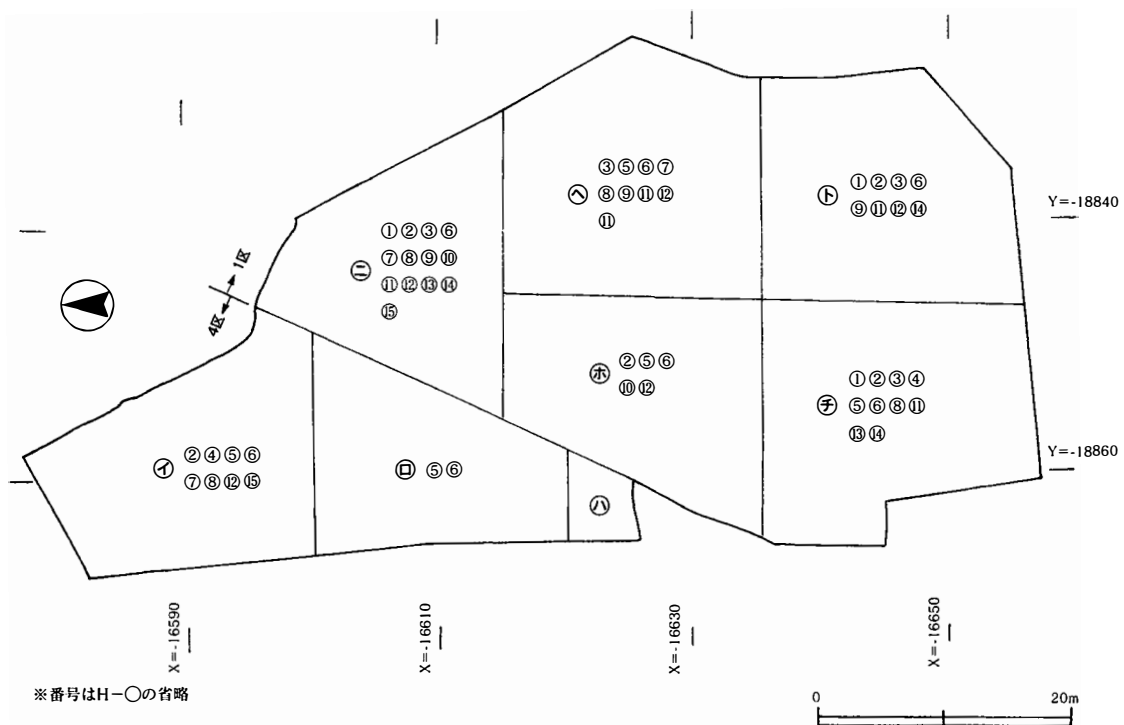 ③⑤⑥⑦
㋬ ⑧⑨⑪⑫
⑪
①②③⑥
㋣ ⑨⑪⑫⑭
Y=-18840
①②③⑥
⑦⑧⑨⑩
㋥ ⑪⑫⑬⑭
⑮
1区
4区
㋭ ②⑤⑥
⑩⑫
①②③④
㋠ ⑤⑥⑧⑪
⑬⑭
Y=-18860
㋑ ②④⑤⑥
⑦⑧⑫⑮
㋺ ⑤⑥
㋩
X=-16590
X=-16610
X=-16630
X=-16650
※番号はH-○の省略
0 20m